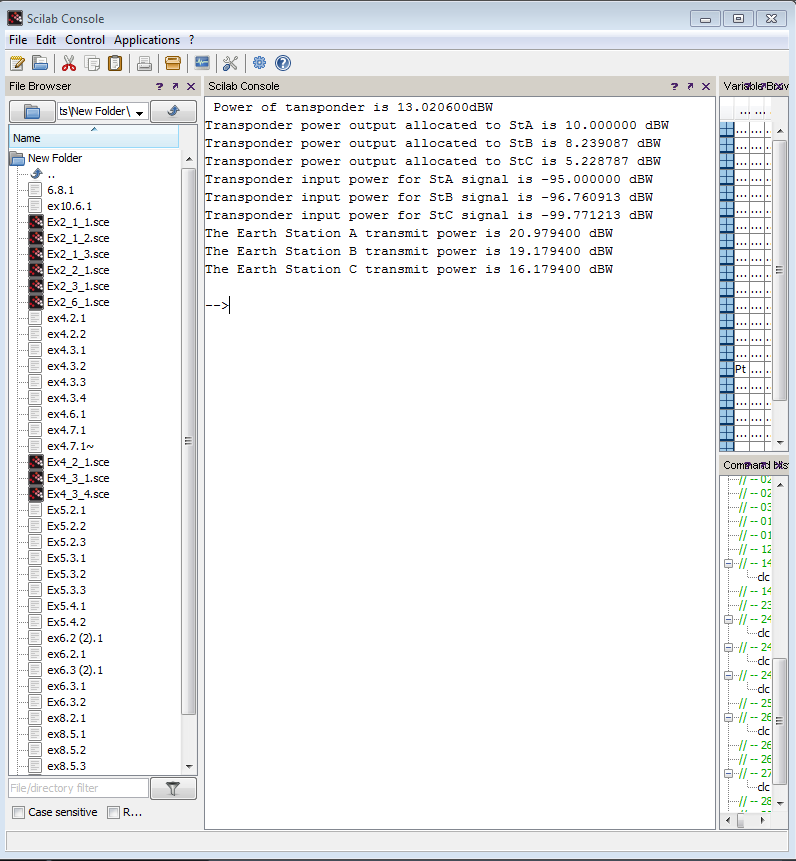 Scilab Console
File Edit Control Applications ?
File Browser ? ↗ ✕
ts\New Folder\
Name
New Folder
..
6.8.1
ex10.6.1
Ex2_1_1.sce
Ex2_1_2.sce
Ex2_1_3.sce
Ex2_2_1.sce
Ex2_3_1.sce
Ex2_6_1.sce
ex4.2.1
ex4.2.2
ex4.3.1
ex4.3.2
ex4.3.3
ex4.3.4
ex4.6.1
ex4.7.1
ex4.7.1~
Ex4_2_1.sce
Ex4_3_1.sce
Ex4_3_4.sce
Ex5.2.1
Ex5.2.2
Ex5.2.3
Ex5.3.1
Ex5.3.2
Ex5.3.3
Ex5.4.1
Ex5.4.2
ex6.2 (2).1
ex6.2.1
ex6.3 (2).1
ex6.3.1
Ex6.3.2
ex8.2.1
ex8.5.1
ex8.5.2
ex8.5.3
File/directory filter
Case sensitive R...
Scilab Console ? ↗ ✕
Power of tansponder is 13.020600dBW
Transponder power output allocated to StA is 10.000000 dBW
Transponder power output allocated to StB is 8.239087 dBW
Transponder power output allocated to StC is 5.228787 dBW
Transponder input power for StA signal is -95.000000 dBW
Transponder input power for StB signal is -96.760913 dBW
Transponder input power for StC signal is -99.771213 dBW
The Earth Station A transmit power is 20.979400 dBW
The Earth Station B transmit power is 19.179400 dBW
The Earth Station C transmit power is 16.179400 dBW
-->
Variable
Pt ... ...
Command
// -- 02
// -- 02
// -- 03
// -- 01
// -- 01
// -- 12
// -- 14
clc
// -- 14
// -- 23
// -- 24
clc
// -- 24
clc
// -- 24
clc
// -- 25
// -- 26
clc
// -- 26
// -- 26
// -- 27
clc
// -- 28